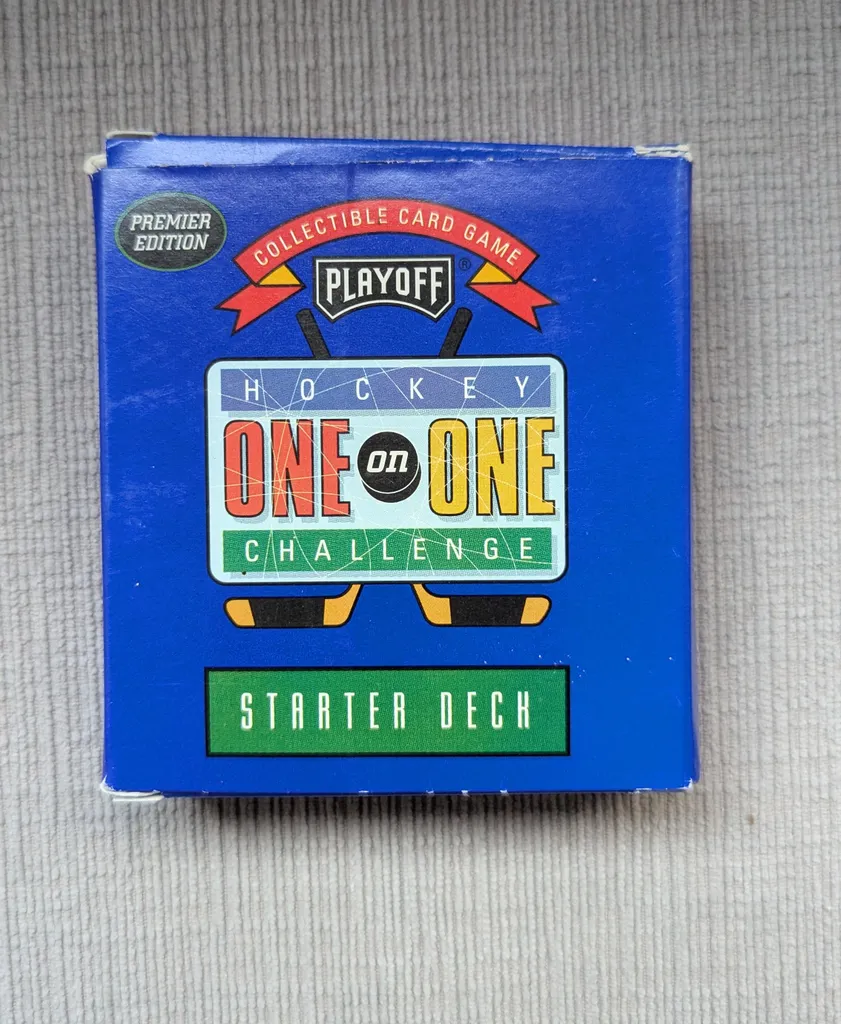 PREMIER
EDITION
COLLECTIBLE CARD GAME
PLAYOFF®
HOCKEY
ONE on ONE
CHALLENGE
STARTER DECK